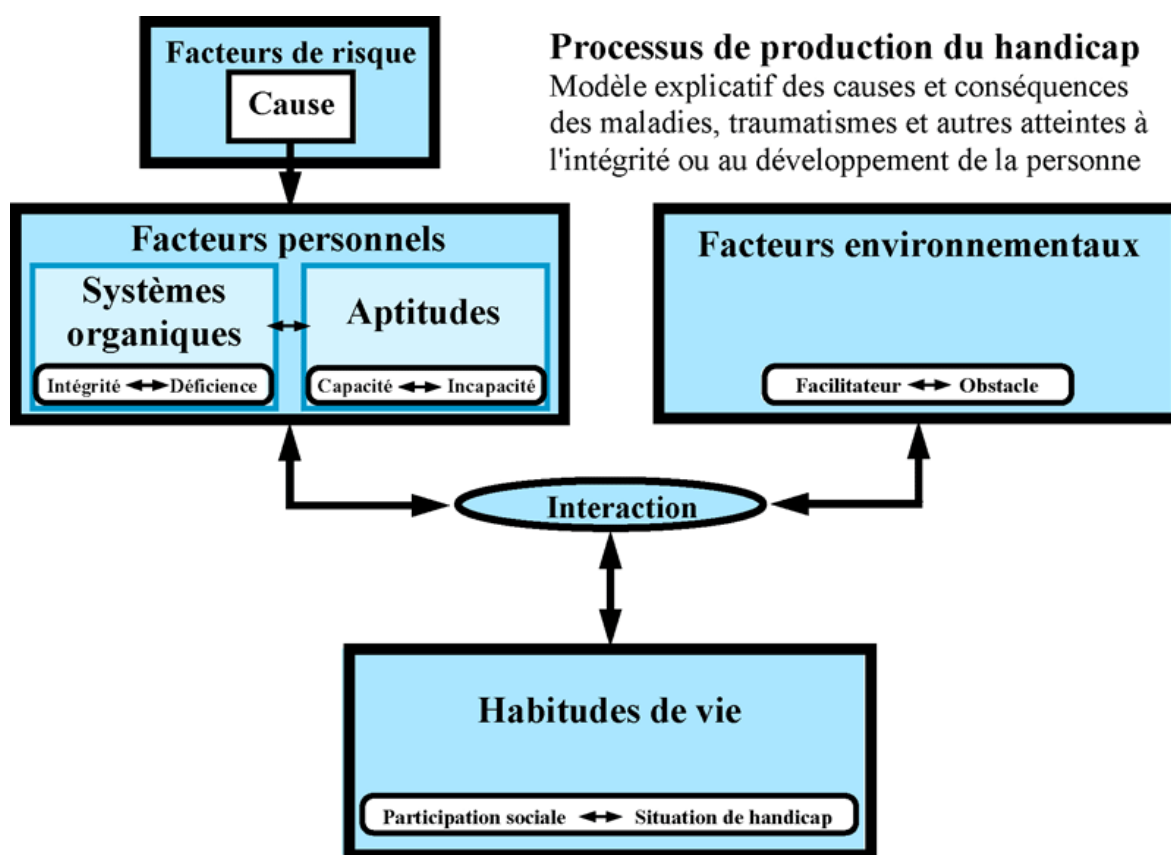 Facteurs de risque
Cause
Processus de production du handicap
Modèle explicatif des causes et conséquences
des maladies, traumatismes et autres atteintes à
l'intégrité ou au développement de la personne
Facteurs personnels
Systèmes
organiques
Intégrité Déficience
Aptitudes
Capacité Incapacité
Facteurs environnementaux
Facilitateur Obstacle
Interaction
Habitudes de vie
Participation sociale Situation de handicap